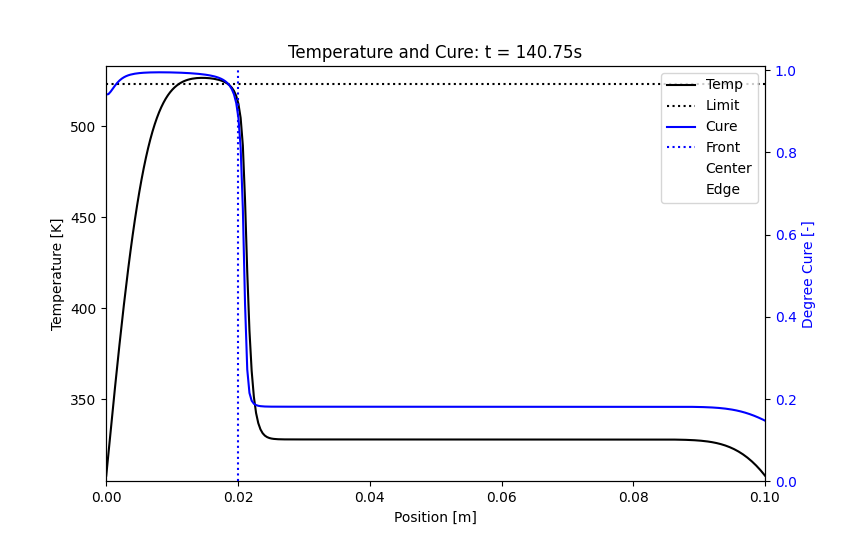 Temperature and Cure: t = 140.75s
Temp
Limit
Cure
Front
Center
Edge
Temperature [K]
500
450
400
350
Degree Cure [-]
1.0
0.8
0.6
0.4
0.2
0.0
0.00 0.02 0.04 0.06 0.08 0.10
Position [m]